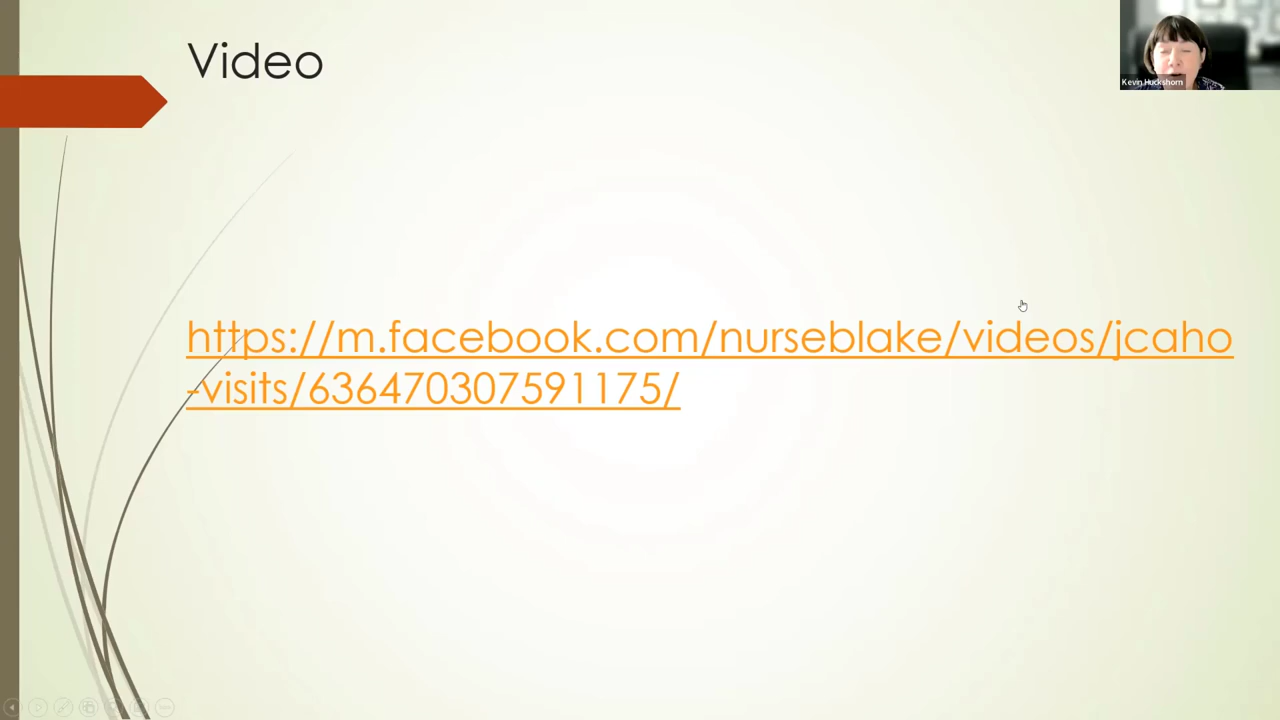 Video
Kevin Huckshorn
https://m.facebook.com/nurseblake/videos/jcaho
-visits/636470307591175/